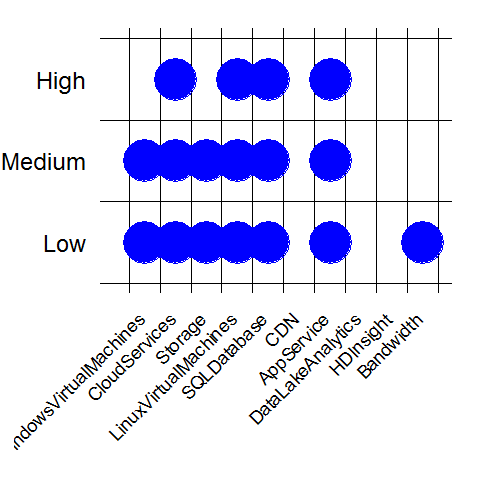 High
Medium
Low
ndowsVirtualMachines
CloudServices
Storage
LinuxVirtualMachines
SQLDatabase
CDN
AppService
DataLakeAnalytics
HDInsight
Bandwidth